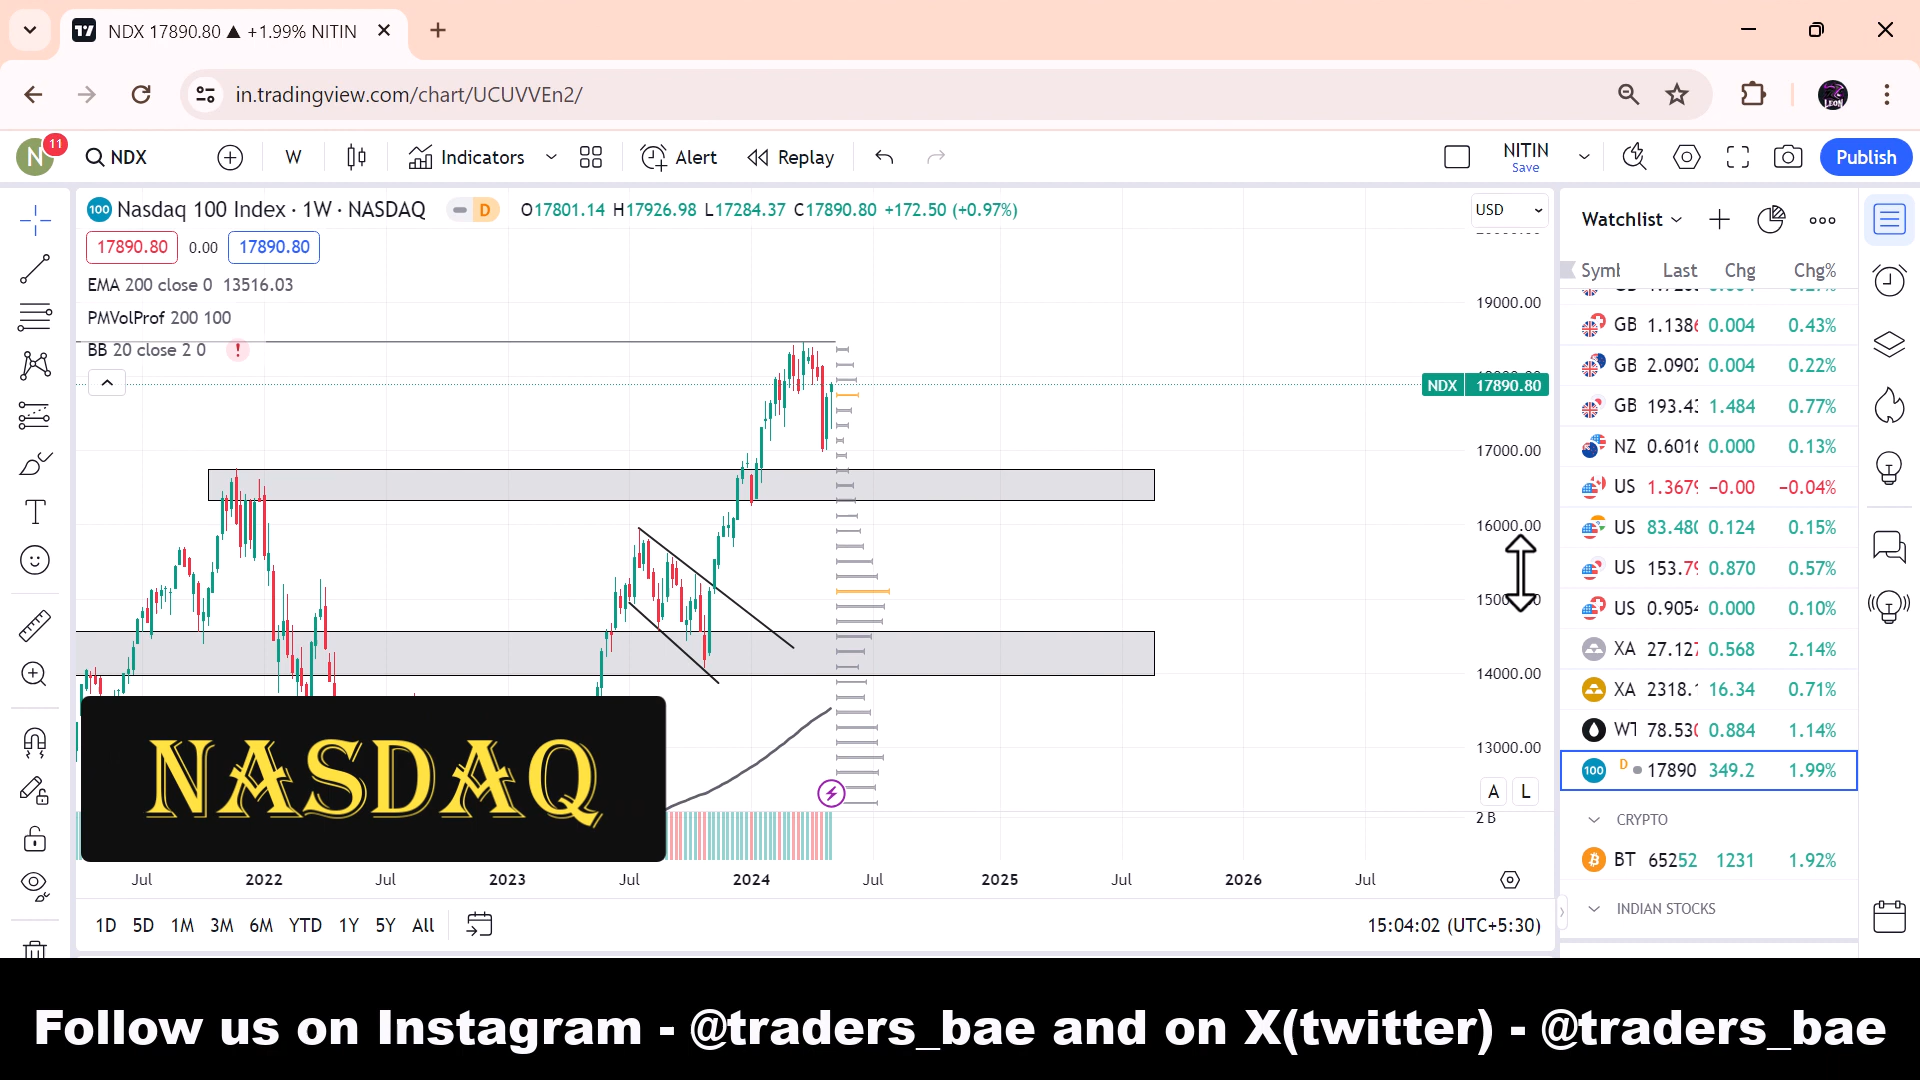 NDX 17890.80 ▲ +1.99% NITIN
in.tradingview.com/chart/UCUVVEn2/
LEON
N 11 NDX W Indicators Alert Replay NITIN Save Publish
100 Nasdaq 100 Index · 1W · NASDAQ D O17801.14 H17926.98 L17284.37 C17890.80 +172.50 (+0.97%) USD
17890.80 0.00 17890.80
EMA 200 close 0 13516.03
PMVolProf 200 100
BB 20 close 2 0 !
19000.00
NDX 17890.80
17000.00
16000.00
14000.00
13000.00
A L
2 B
NASDAQ
Jul 2022 Jul 2023 Jul 2024 Jul 2025 Jul 2026 Jul
1D 5D 1M 3M 6M YTD 1Y 5Y All 15:04:02 (UTC+5:30)
Watchlist
Last Chg Chg%
GB 0.004 0.43%
GB 0.004 0.22%
GB 1.484 0.77%
NZ 0.000 0.13%
US −0.00 −0.04%
US 0.124 0.15%
US 0.870 0.57%
US 0.000 0.10%
XA 0.568 2.14%
XA 16.34 0.71%
WT 0.884 1.14%
100 D 17890 349.2 1.99%
CRYPTO
BT 65252 1231 1.92%
INDIAN STOCKS
Follow us on Instagram - @traders_bae and on X(twitter) - @traders_bae